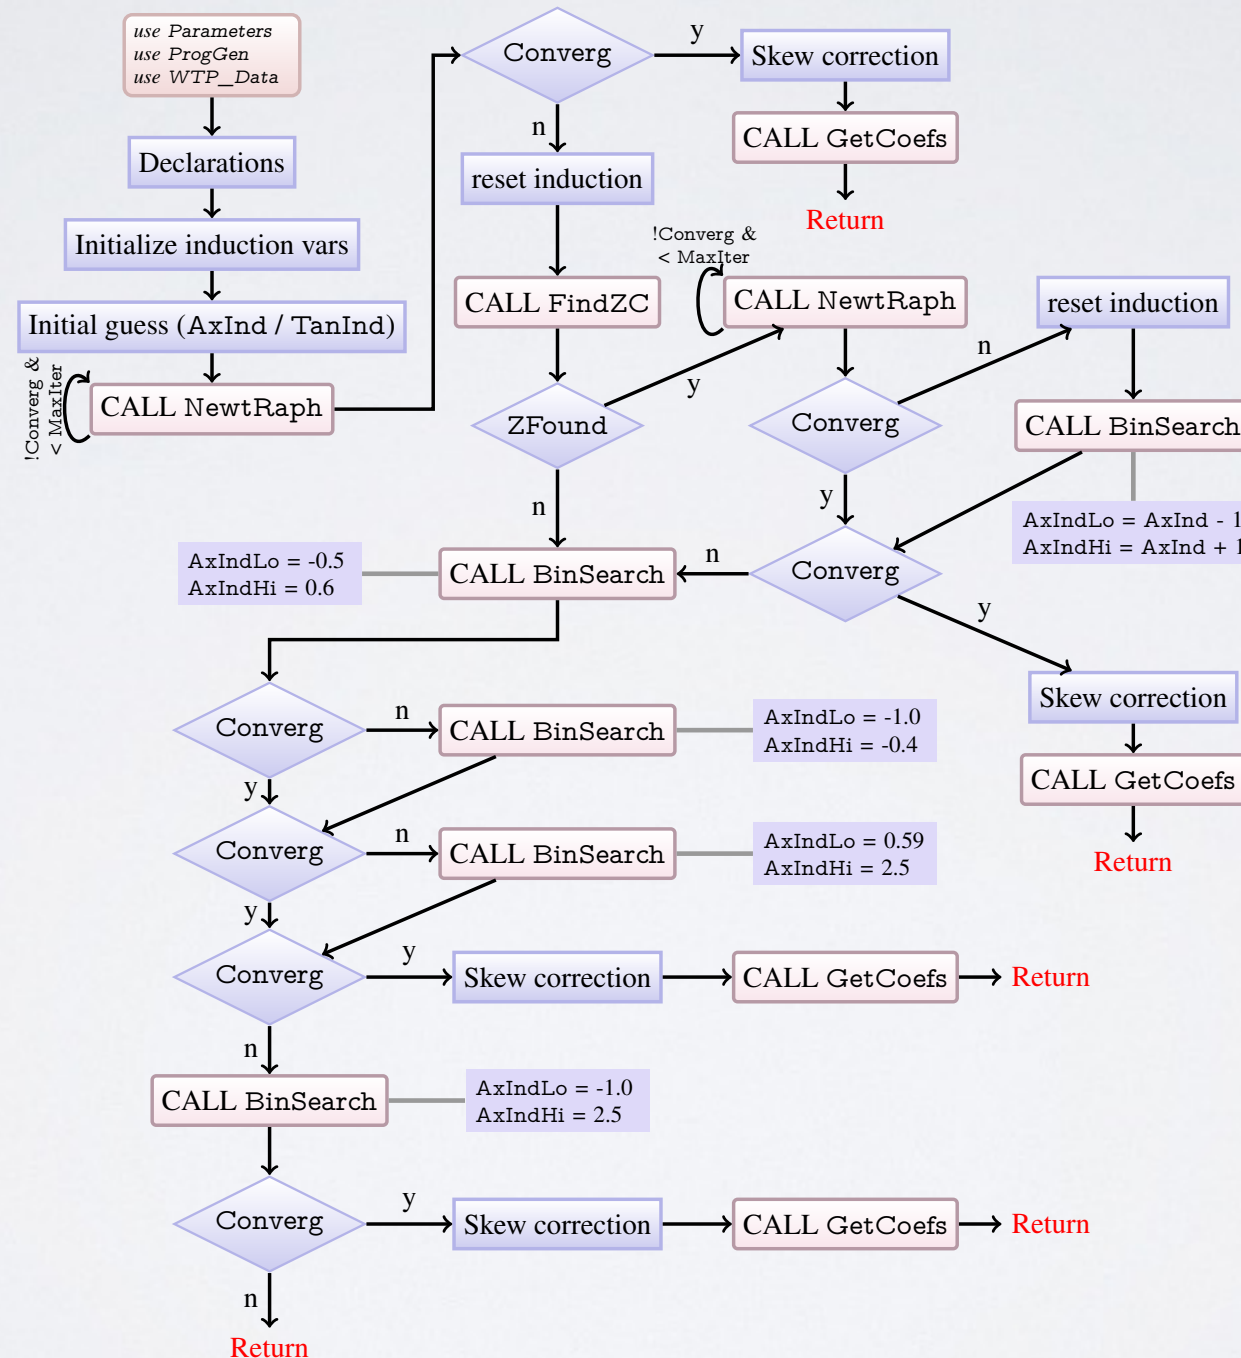 use Parameters
use ProgGen
use WTP_Data
Declarations
Initialize induction vars
Initial guess (AxInd / TanInd)
!Converg &
< MaxIter
CALL NewtRaph
Converg
y
Skew correction
CALL GetCoefs
Return
n
reset induction
CALL FindZC
ZFound
y
!Converg &
< MaxIter
CALL NewtRaph
Converg
n
reset induction
CALL BinSearch
AxIndLo = AxInd - 1
AxIndHi = AxInd + 1
y
Converg
y
Skew correction
CALL GetCoefs
Return
n
n
CALL BinSearch
AxIndLo = -0.5
AxIndHi = 0.6
Converg
n
CALL BinSearch
AxIndLo = -1.0
AxIndHi = -0.4
y
Converg
n
CALL BinSearch
AxIndLo = 0.59
AxIndHi = 2.5
y
Converg
y
Skew correction
CALL GetCoefs
Return
n
CALL BinSearch
AxIndLo = -1.0
AxIndHi = 2.5
Converg
y
Skew correction
CALL GetCoefs
Return
n
Return